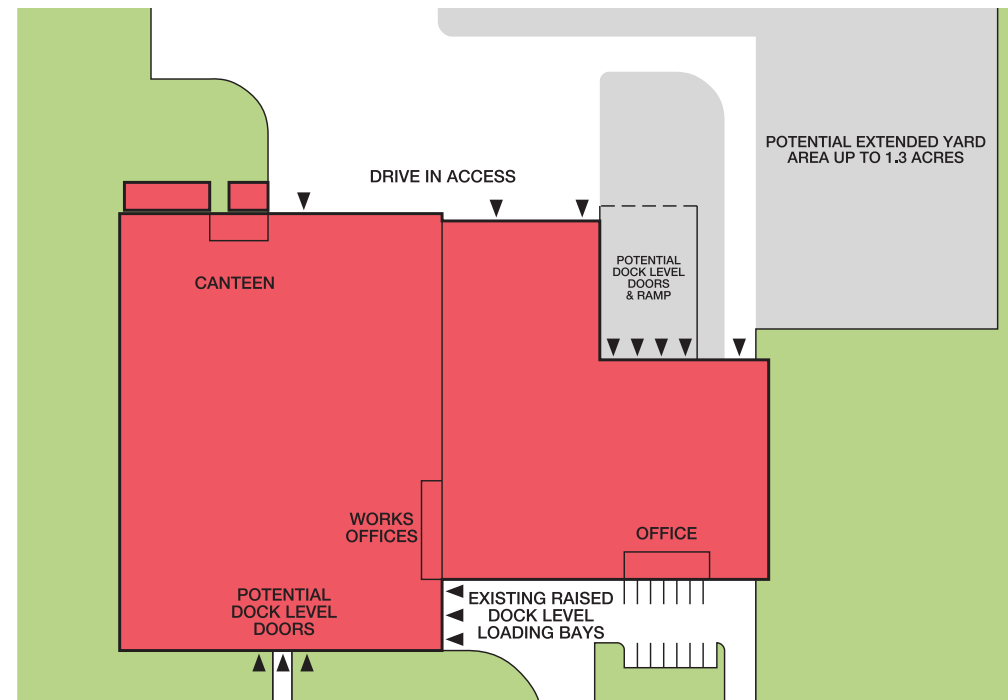 POTENTIAL EXTENDED YARD
AREA UP TO 1.3 ACRES
DRIVE IN ACCESS
POTENTIAL
DOCK LEVEL
DOORS
& RAMP
CANTEEN
WORKS
OFFICES
OFFICE
POTENTIAL
DOCK LEVEL
DOORS
EXISTING RAISED
DOCK LEVEL
LOADING BAYS